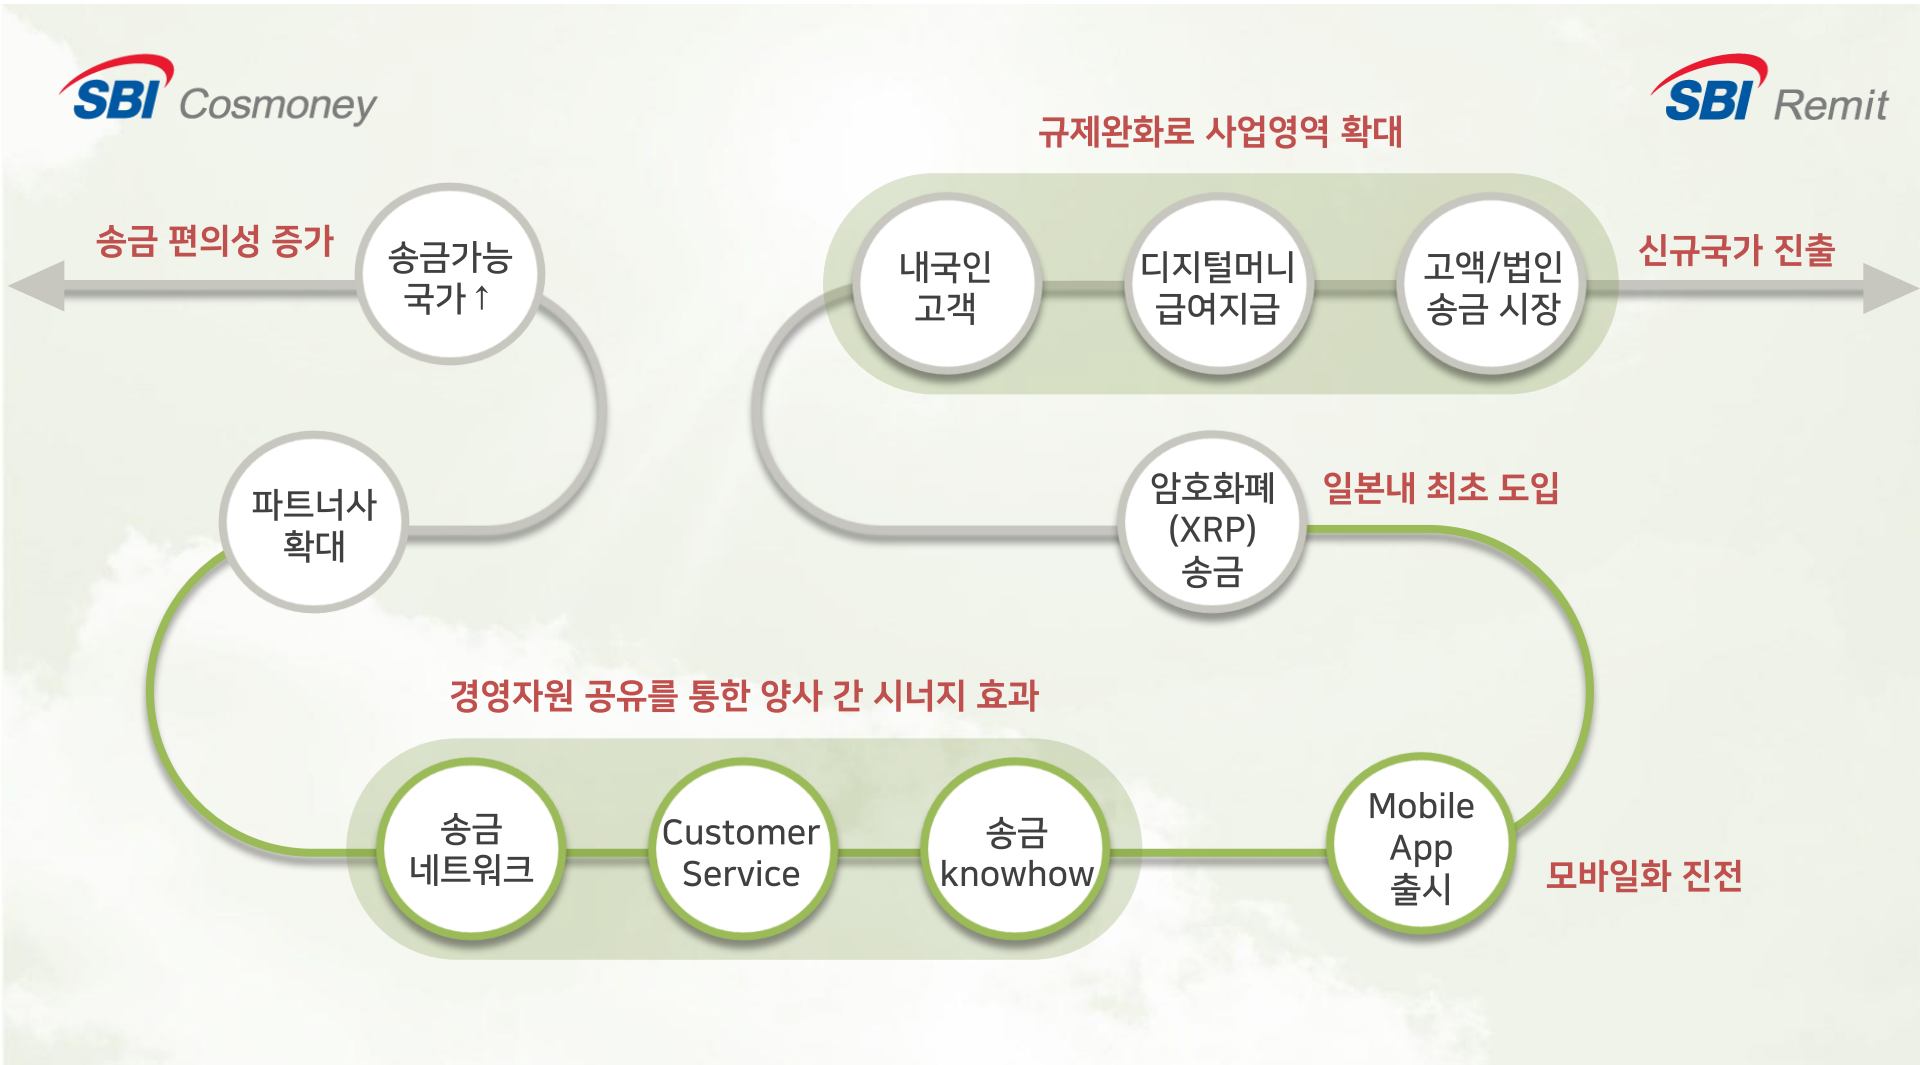 SBI Cosmoney
SBI Remit
규제완화로 사업영역 확대
송금 편의성 증가
송금가능
국가 ↑
내국인
고객
디지털머니
급여지급
고액/법인
송금 시장
신규국가 진출
파트너사
확대
암호화폐
(XRP)
송금
일본내 최초 도입
경영자원 공유를 통한 양사 간 시너지 효과
송금
네트워크
Customer
Service
송금
knowhow
Mobile
App
출시
모바일화 진전